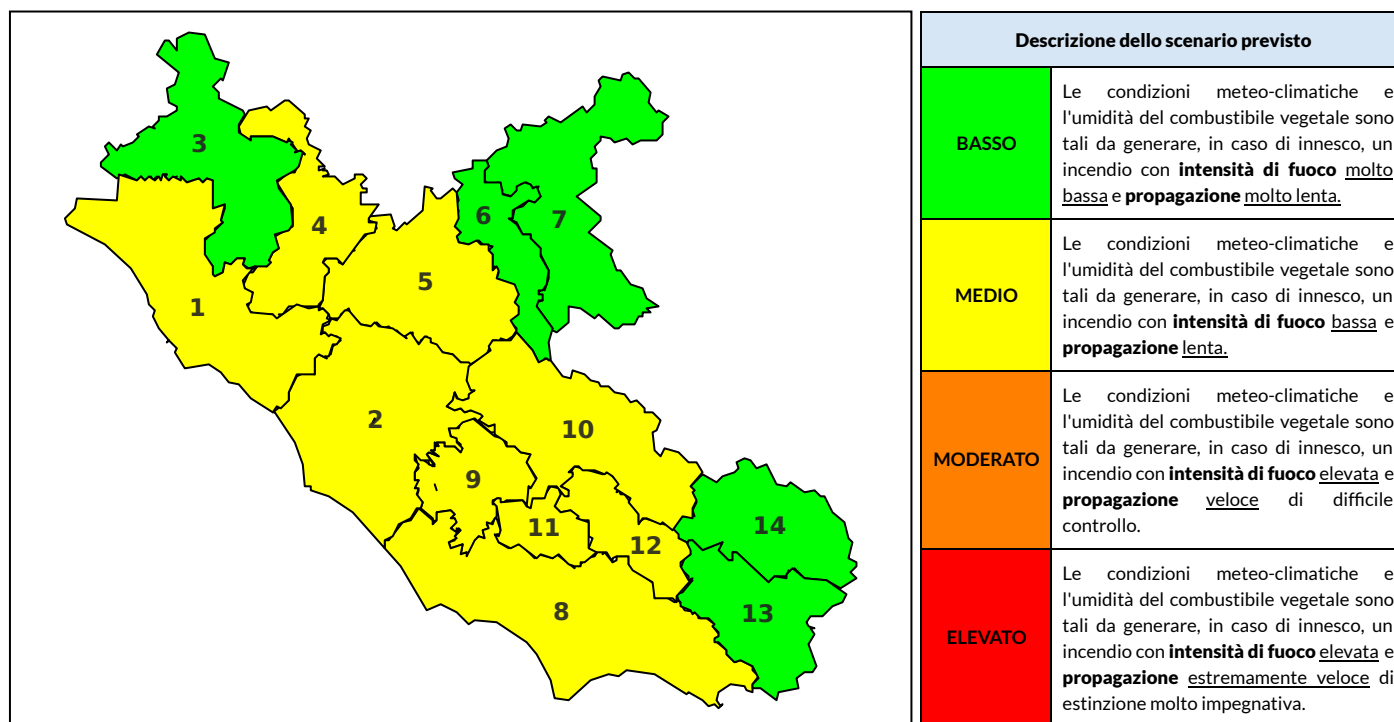 3
6
7
4
5
1
2
10
9
14
11
12
8
13
Descrizione dello scenario previsto
BASSO
Le condizioni meteo-climatiche e
l'umidità del combustibile vegetale sono
tali da generare, in caso di innesco, un
incendio con intensità di fuoco molto
bassa e propagazione molto lenta.
MEDIO
Le condizioni meteo-climatiche e
l'umidità del combustibile vegetale sono
tali da generare, in caso di innesco, un
incendio con intensità di fuoco bassa e
propagazione lenta.
MODERATO
Le condizioni meteo-climatiche e
l'umidità del combustibile vegetale sono
tali da generare, in caso di innesco, un
incendio con intensità di fuoco elevata e
propagazione veloce di difficile
controllo.
ELEVATO
Le condizioni meteo-climatiche e
l'umidità del combustibile vegetale sono
tali da generare, in caso di innesco, un
incendio con intensità di fuoco elevata e
propagazione estremamente veloce di
estinzione molto impegnativa.